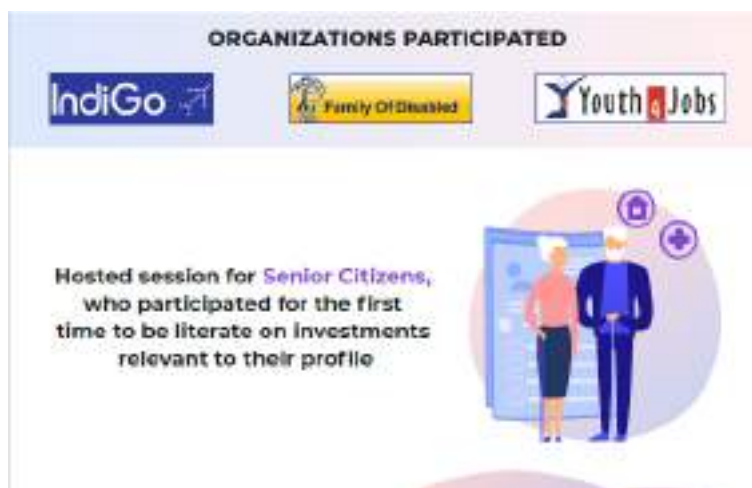 ORGANIZATIONS PARTICIPATED
IndiGo
Family Of Disabled
Youth 4 Jobs
Hosted session for Senior Citizens,
who participated for the first
time to be literate on investments
relevant to their profile